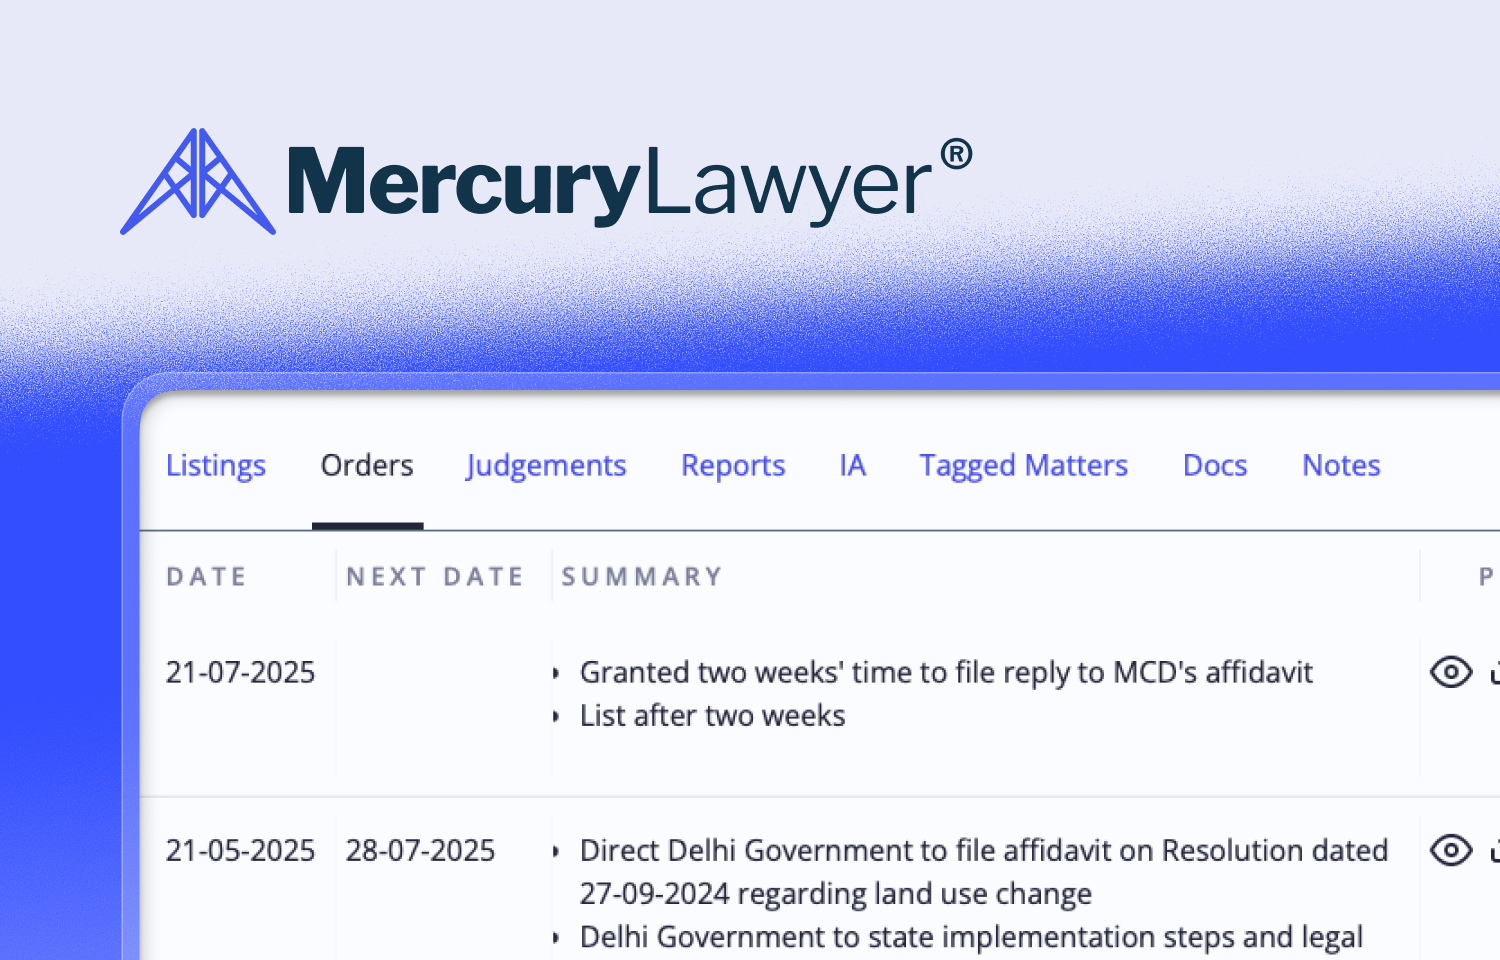 MercuryLawyer®
Listings Orders Judgements Reports IA Tagged Matters Docs Notes
DATE NEXT DATE SUMMARY P
21-07-2025 Granted two weeks' time to file reply to MCD's affidavit
List after two weeks
21-05-2025 28-07-2025 Direct Delhi Government to file affidavit on Resolution dated
27-09-2024 regarding land use change
Delhi Government to state implementation steps and legal